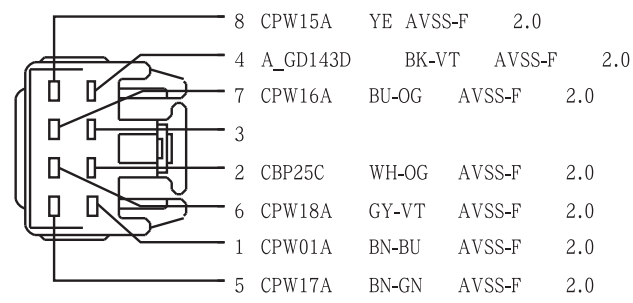 8 CPW15A YE AVSS-F 2.0
4 A_GD143D BK-VT AVSS-F 2.0
7 CPW16A BU-OG AVSS-F 2.0
3
2 CBP25C WH-OG AVSS-F 2.0
6 CPW18A GY-VT AVSS-F 2.0
1 CPW01A BN-BU AVSS-F 2.0
5 CPW17A BN-GN AVSS-F 2.0